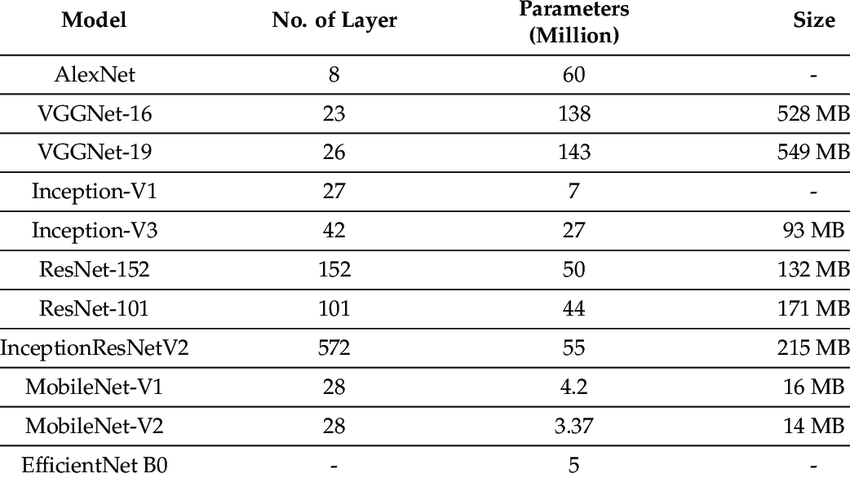 Model No. of Layer Parameters (Million) Size
AlexNet 8 60 -
VGGNet-16 23 138 528 MB
VGGNet-19 26 143 549 MB
Inception-V1 27 7 -
Inception-V3 42 27 93 MB
ResNet-152 152 50 132 MB
ResNet-101 101 44 171 MB
InceptionResNetV2 572 55 215 MB
MobileNet-V1 28 4.2 16 MB
MobileNet-V2 28 3.37 14 MB
EfficientNet B0 - 5 -